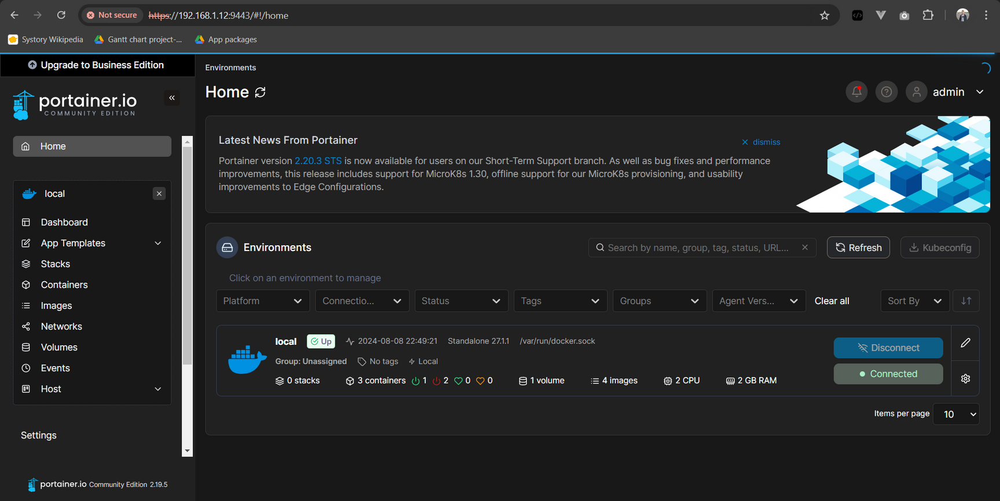 Not secure https://192.168.1.12:9443/#!/home
Systory Wikipedia Gantt chart project-... App packages
Upgrade to Business Edition
portainer.io
COMMUNITY EDITION
Home
local
Dashboard
App Templates
Stacks
Containers
Images
Networks
Volumes
Events
Host
Settings
portainer.io Community Edition 2.19.5
Environments
Home
admin
Latest News From Portainer
dismiss
Portainer version 2.20.3 STS is now available for users on our Short-Term Support branch. As well as bug fixes and performance
improvements, this release includes support for MicroK8s 1.30, offline support for our MicroK8s provisioning, and usability
improvements to Edge Configurations.
Environments
Search by name, group, tag, status, URL...
Refresh
Kubeconfig
Click on an environment to manage
Platform Connectio... Status Tags Groups Agent Vers... Clear all Sort By
local Up 2024-08-08 22:49:21 Standalone 27.1.1 /var/run/docker.sock
Group: Unassigned No tags Local
0 stacks 3 containers 1 2 0 0 1 volume 4 images 2 CPU 2 GB RAM
Disconnect
Connected
Items per page 10